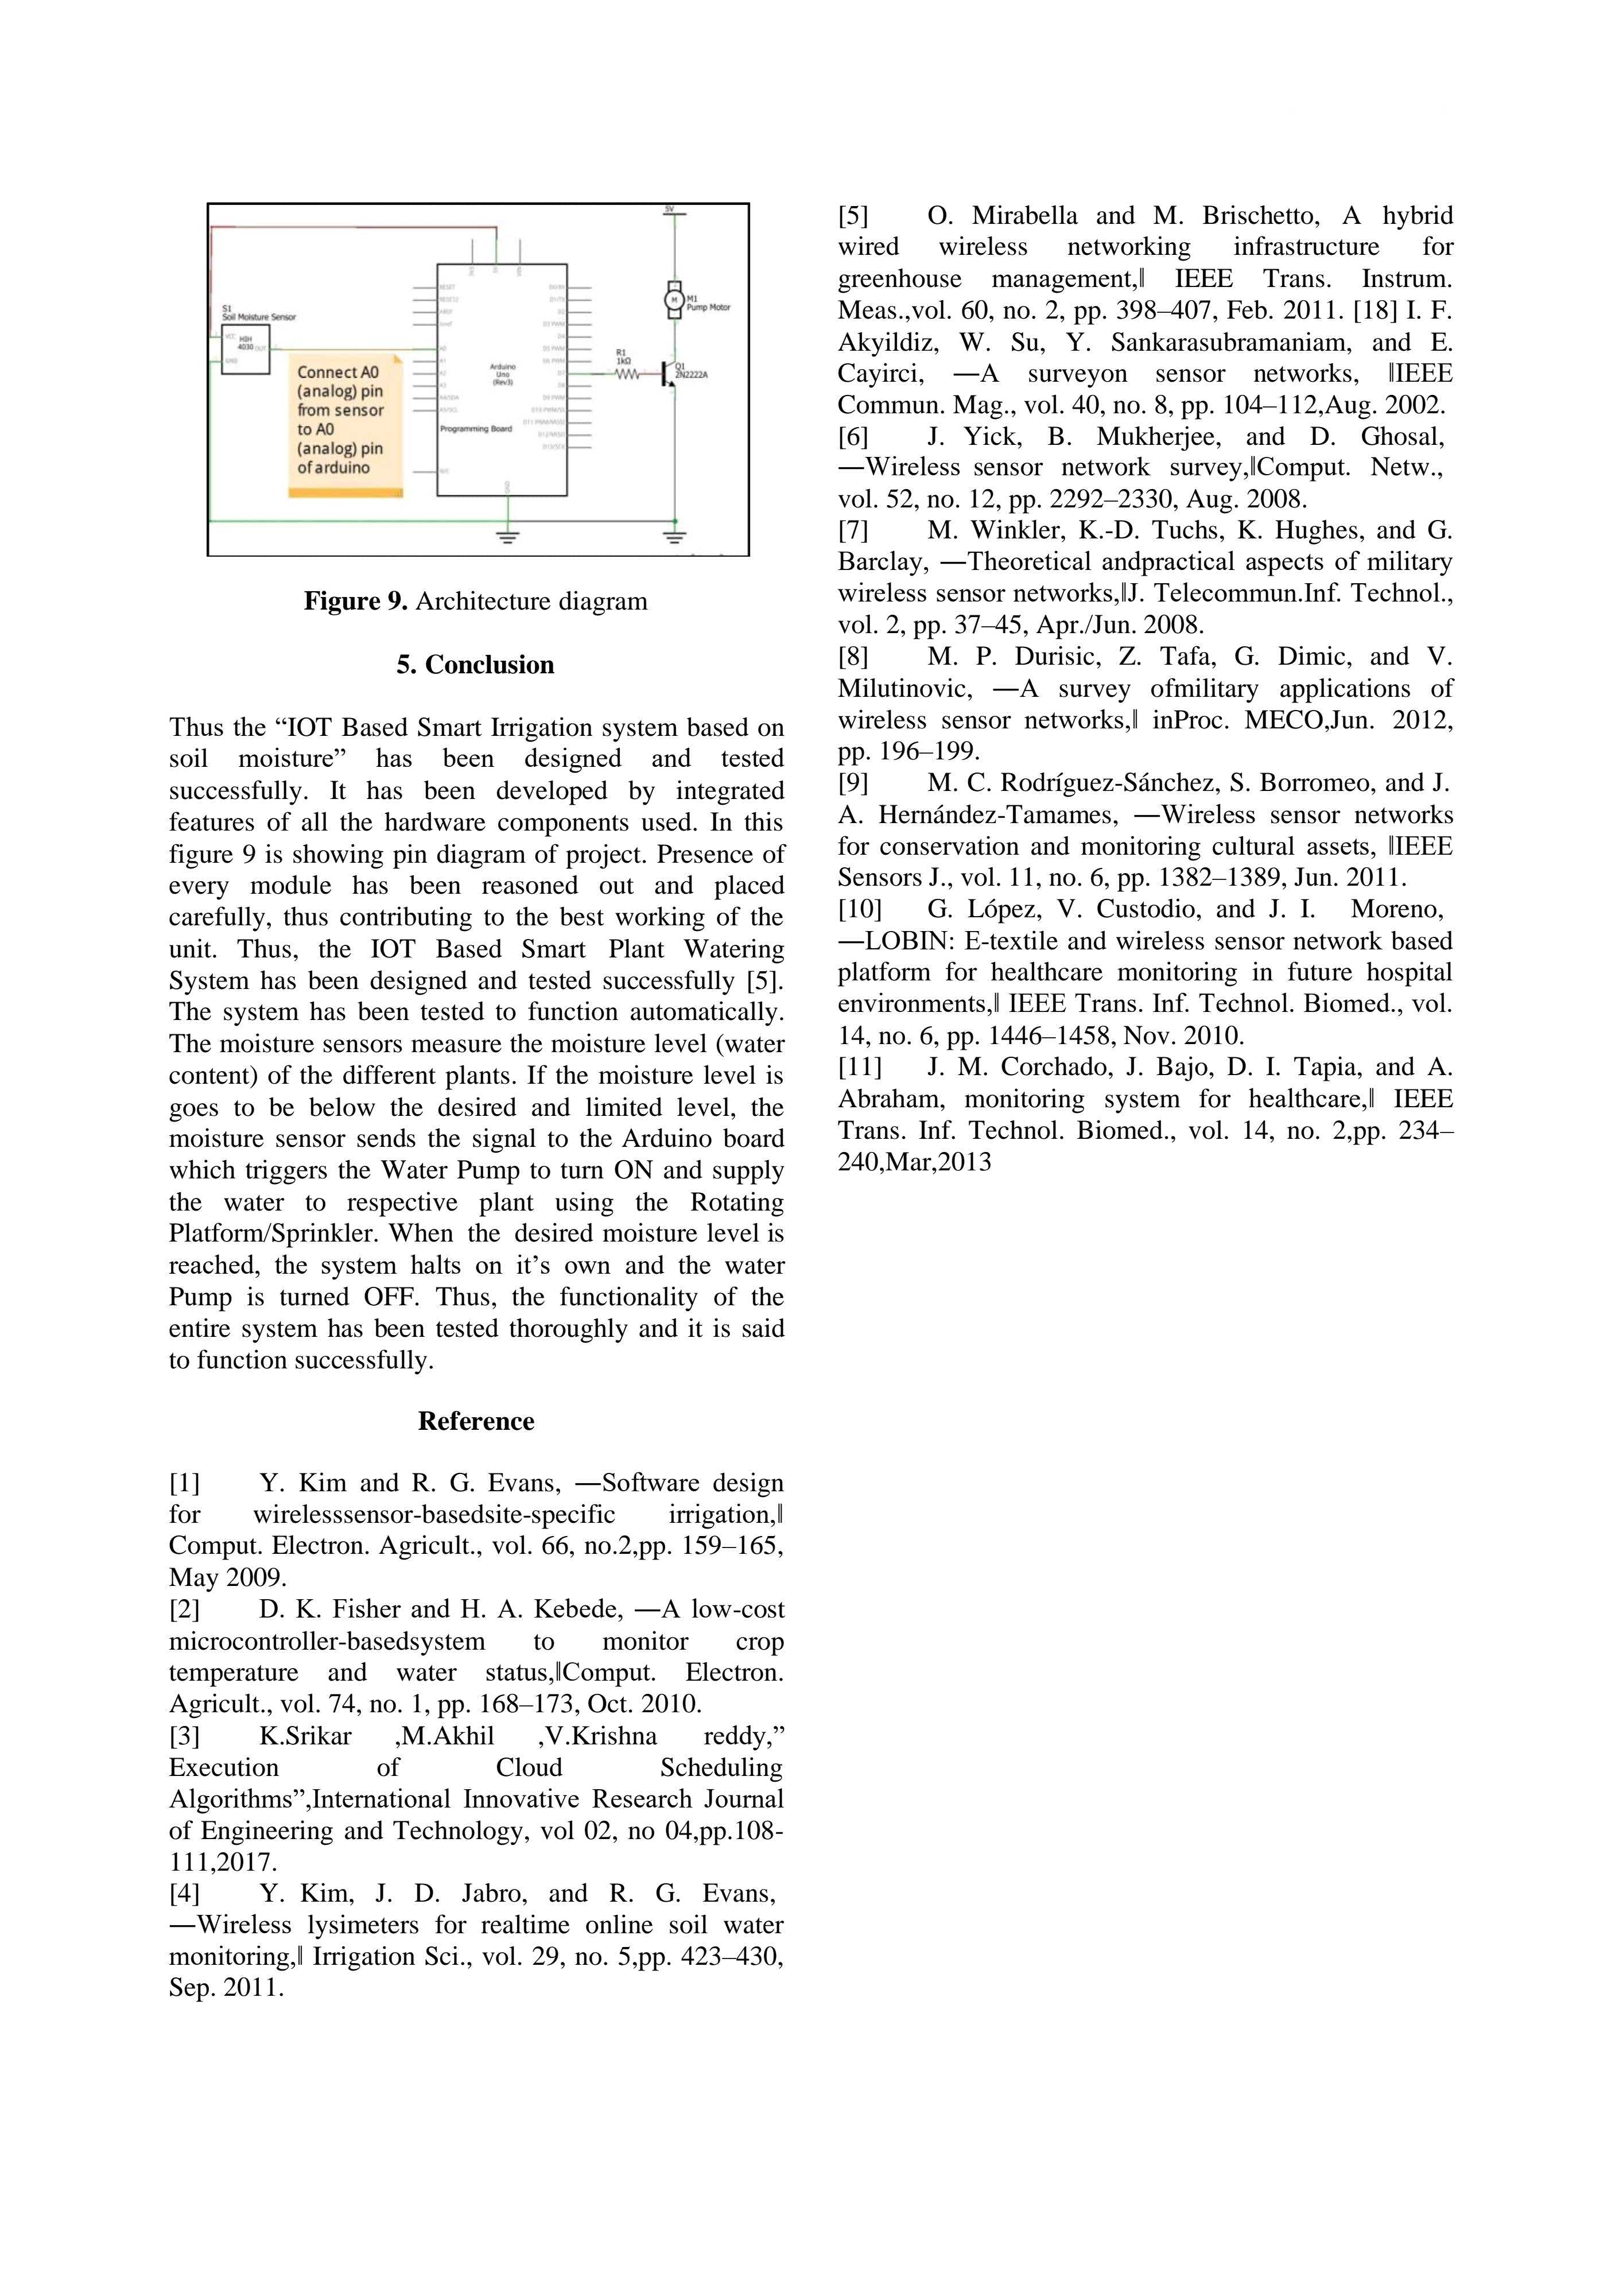 5V
M1
Pump Motor
M
S1
Soil Moisture Sensor
VCC
HIH
4030
OUT
GND
R1
1kΩ
Q1
2N2222A
Arduino
Uno
(Rev3)
Programming Board
Connect A0
(analog) pin
from sensor
to A0
(analog) pin
of arduino
Figure 9. Architecture diagram
5. Conclusion
Thus the “IOT Based Smart Irrigation system based on
soil moisture” has been designed and tested
successfully. It has been developed by integrated
features of all the hardware components used. In this
figure 9 is showing pin diagram of project. Presence of
every module has been reasoned out and placed
carefully, thus contributing to the best working of the
unit. Thus, the IOT Based Smart Plant Watering
System has been designed and tested successfully [5].
The system has been tested to function automatically.
The moisture sensors measure the moisture level (water
content) of the different plants. If the moisture level is
goes to be below the desired and limited level, the
moisture sensor sends the signal to the Arduino board
which triggers the Water Pump to turn ON and supply
the water to respective plant using the Rotating
Platform/Sprinkler. When the desired moisture level is
reached, the system halts on it’s own and the water
Pump is turned OFF. Thus, the functionality of the
entire system has been tested thoroughly and it is said
to function successfully.
Reference
[1] Y. Kim and R. G. Evans, ―Software design
for wirelesssensor-basedsite-specific irrigation,‖
Comput. Electron. Agricult., vol. 66, no.2,pp. 159–165,
May 2009.
[2] D. K. Fisher and H. A. Kebede, ―A low-cost
microcontroller-basedsystem to monitor crop
temperature and water status,‖Comput. Electron.
Agricult., vol. 74, no. 1, pp. 168–173, Oct. 2010.
[3] K.Srikar ,M.Akhil ,V.Krishna reddy,”
Execution of Cloud Scheduling
Algorithms”,International Innovative Research Journal
of Engineering and Technology, vol 02, no 04,pp.108-
111,2017.
[4] Y. Kim, J. D. Jabro, and R. G. Evans,
―Wireless lysimeters for realtime online soil water
monitoring,‖ Irrigation Sci., vol. 29, no. 5,pp. 423–430,
Sep. 2011.
[5] O. Mirabella and M. Brischetto, A hybrid
wired wireless networking infrastructure for
greenhouse management,‖ IEEE Trans. Instrum.
Meas.,vol. 60, no. 2, pp. 398–407, Feb. 2011. [18] I. F.
Akyildiz, W. Su, Y. Sankarasubramaniam, and E.
Cayirci, ―A surveyon sensor networks, ‖IEEE
Commun. Mag., vol. 40, no. 8, pp. 104–112,Aug. 2002.
[6] J. Yick, B. Mukherjee, and D. Ghosal,
―Wireless sensor network survey,‖Comput. Netw.,
vol. 52, no. 12, pp. 2292–2330, Aug. 2008.
[7] M. Winkler, K.-D. Tuchs, K. Hughes, and G.
Barclay, ―Theoretical andpractical aspects of military
wireless sensor networks,‖J. Telecommun.Inf. Technol.,
vol. 2, pp. 37–45, Apr./Jun. 2008.
[8] M. P. Durisic, Z. Tafa, G. Dimic, and V.
Milutinovic, ―A survey ofmilitary applications of
wireless sensor networks,‖ inProc. MECO,Jun. 2012,
pp. 196–199.
[9] M. C. Rodríguez-Sánchez, S. Borromeo, and J.
A. Hernández-Tamames, ―Wireless sensor networks
for conservation and monitoring cultural assets, ‖IEEE
Sensors J., vol. 11, no. 6, pp. 1382–1389, Jun. 2011.
[10] G. López, V. Custodio, and J. I. Moreno,
―LOBIN: E-textile and wireless sensor network based
platform for healthcare monitoring in future hospital
environments,‖ IEEE Trans. Inf. Technol. Biomed., vol.
14, no. 6, pp. 1446–1458, Nov. 2010.
[11] J. M. Corchado, J. Bajo, D. I. Tapia, and A.
Abraham, monitoring system for healthcare,‖ IEEE
Trans. Inf. Technol. Biomed., vol. 14, no. 2,pp. 234–
240,Mar,2013